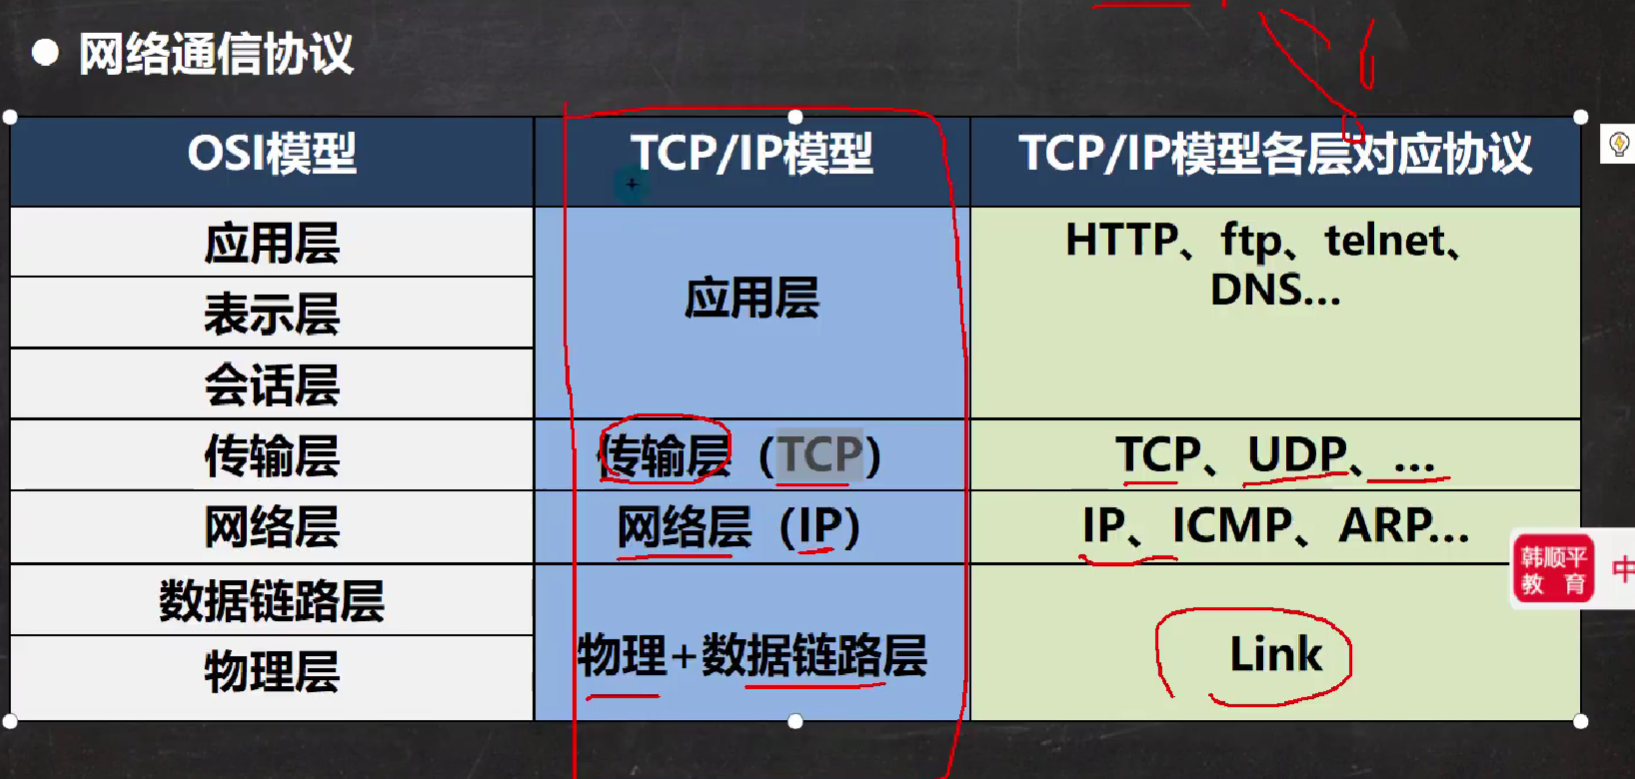 网络通信协议
OSI模型
TCP/IP模型
TCP/IP模型各层对应协议
应用层
表示层
会话层
应用层
HTTP、ftp、telnet、
DNS...
传输层
传输层（TCP）
TCP、UDP、...
网络层
网络层（IP）
IP、ICMP、ARP...
数据链路层
物理层
物理+数据链路层
Link
韩顺平
教 育
中